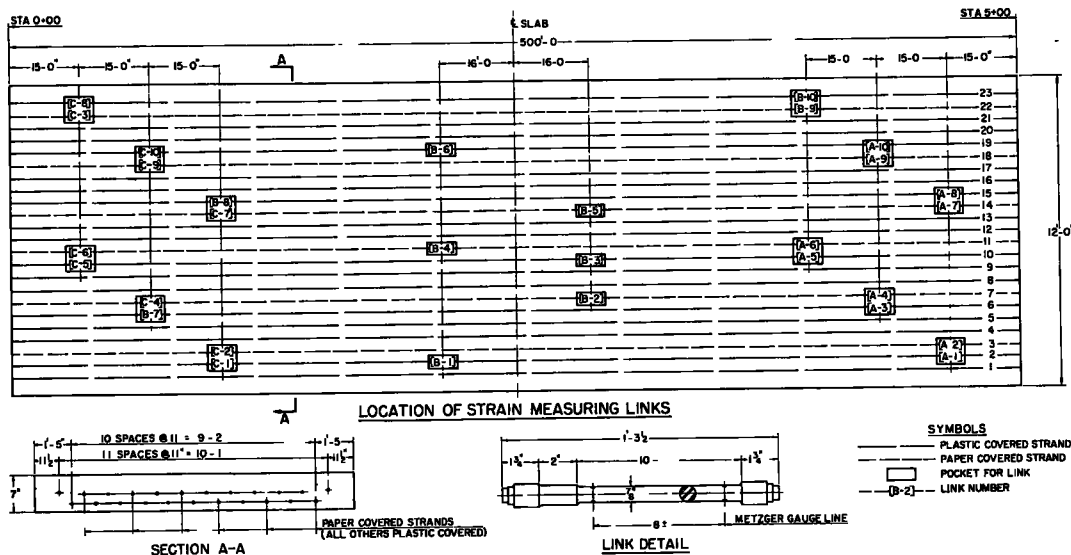 STA 0+00
℄ SLAB
STA 5+00
500'-0
15-0"
15-0"
15-0"
A
16'-0
16-0
15-0
15-0
15-0"
{C-8}
{C-3}
{B-10}
{B-9}
23
22
21
20
{C-10}
{C-9}
{B-6}
{A-10}
{A-9}
19
18
17
16
{B-8}
{C-7}
{B-5}
{A-8}
{A-7}
15
14
13
12
12'-0"
{C-6}
{C-5}
{B-4}
{B-3}
{A-6}
{A-5}
11
10
9
8
{C-4}
{B-7}
{B-2}
{A-4}
{A-3}
7
6
5
4
{C-2}
{C-1}
{B-1}
{A-2}
{A-1}
3
2
1
A
LOCATION OF STRAIN MEASURING LINKS
1'-5"
10 SPACES @ 11 = 9-2
1'-5
11½
11 SPACES @ 11" = 10-1
11½"
7"
PAPER COVERED STRANDS
(ALL OTHERS PLASTIC COVERED)
SECTION A-A
1'-3½
1¾"
2"
10
1¾"
7/8"
8±
METZGER GAUGE LINE
LINK DETAIL
SYMBOLS
PLASTIC COVERED STRAND
PAPER COVERED STRAND
POCKET FOR LINK
{B-2} LINK NUMBER